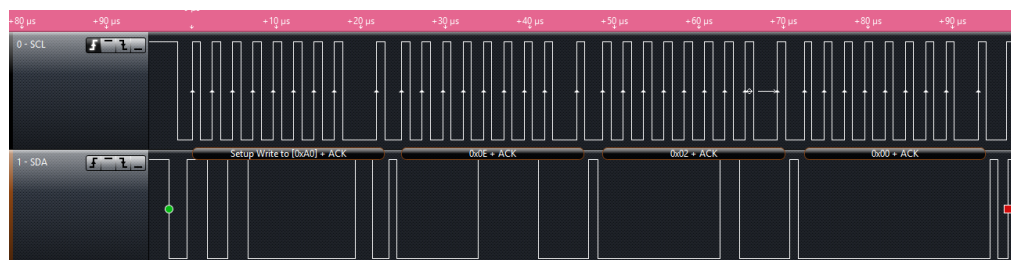 +80 µs +90 µs +10 µs +20 µs +30 µs +40 µs +50 µs +60 µs +70 µs +80 µs +90 µs
0 - SCL
Setup Write to [0xA0] + ACK 0x0E + ACK 0x02 + ACK 0x00 + ACK
1 - SDA